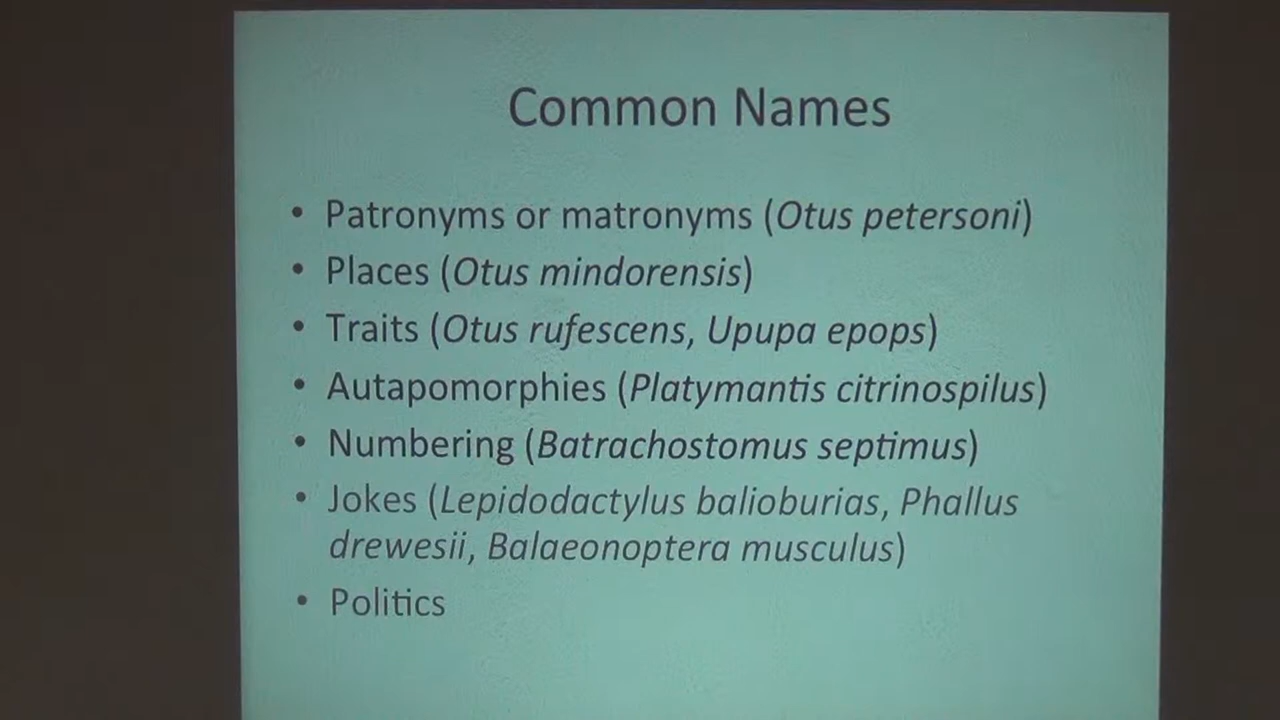 Common Names
• Patronyms or matronyms (Otus petersoni)
• Places (Otus mindorensis)
• Traits (Otus rufescens, Upupa epops)
• Autapomorphies (Platymantis citrinospilus)
• Numbering (Batrachostomus septimus)
• Jokes (Lepidodactylus balioburias, Phallus
drewesii, Balaeonoptera musculus)
• Politics